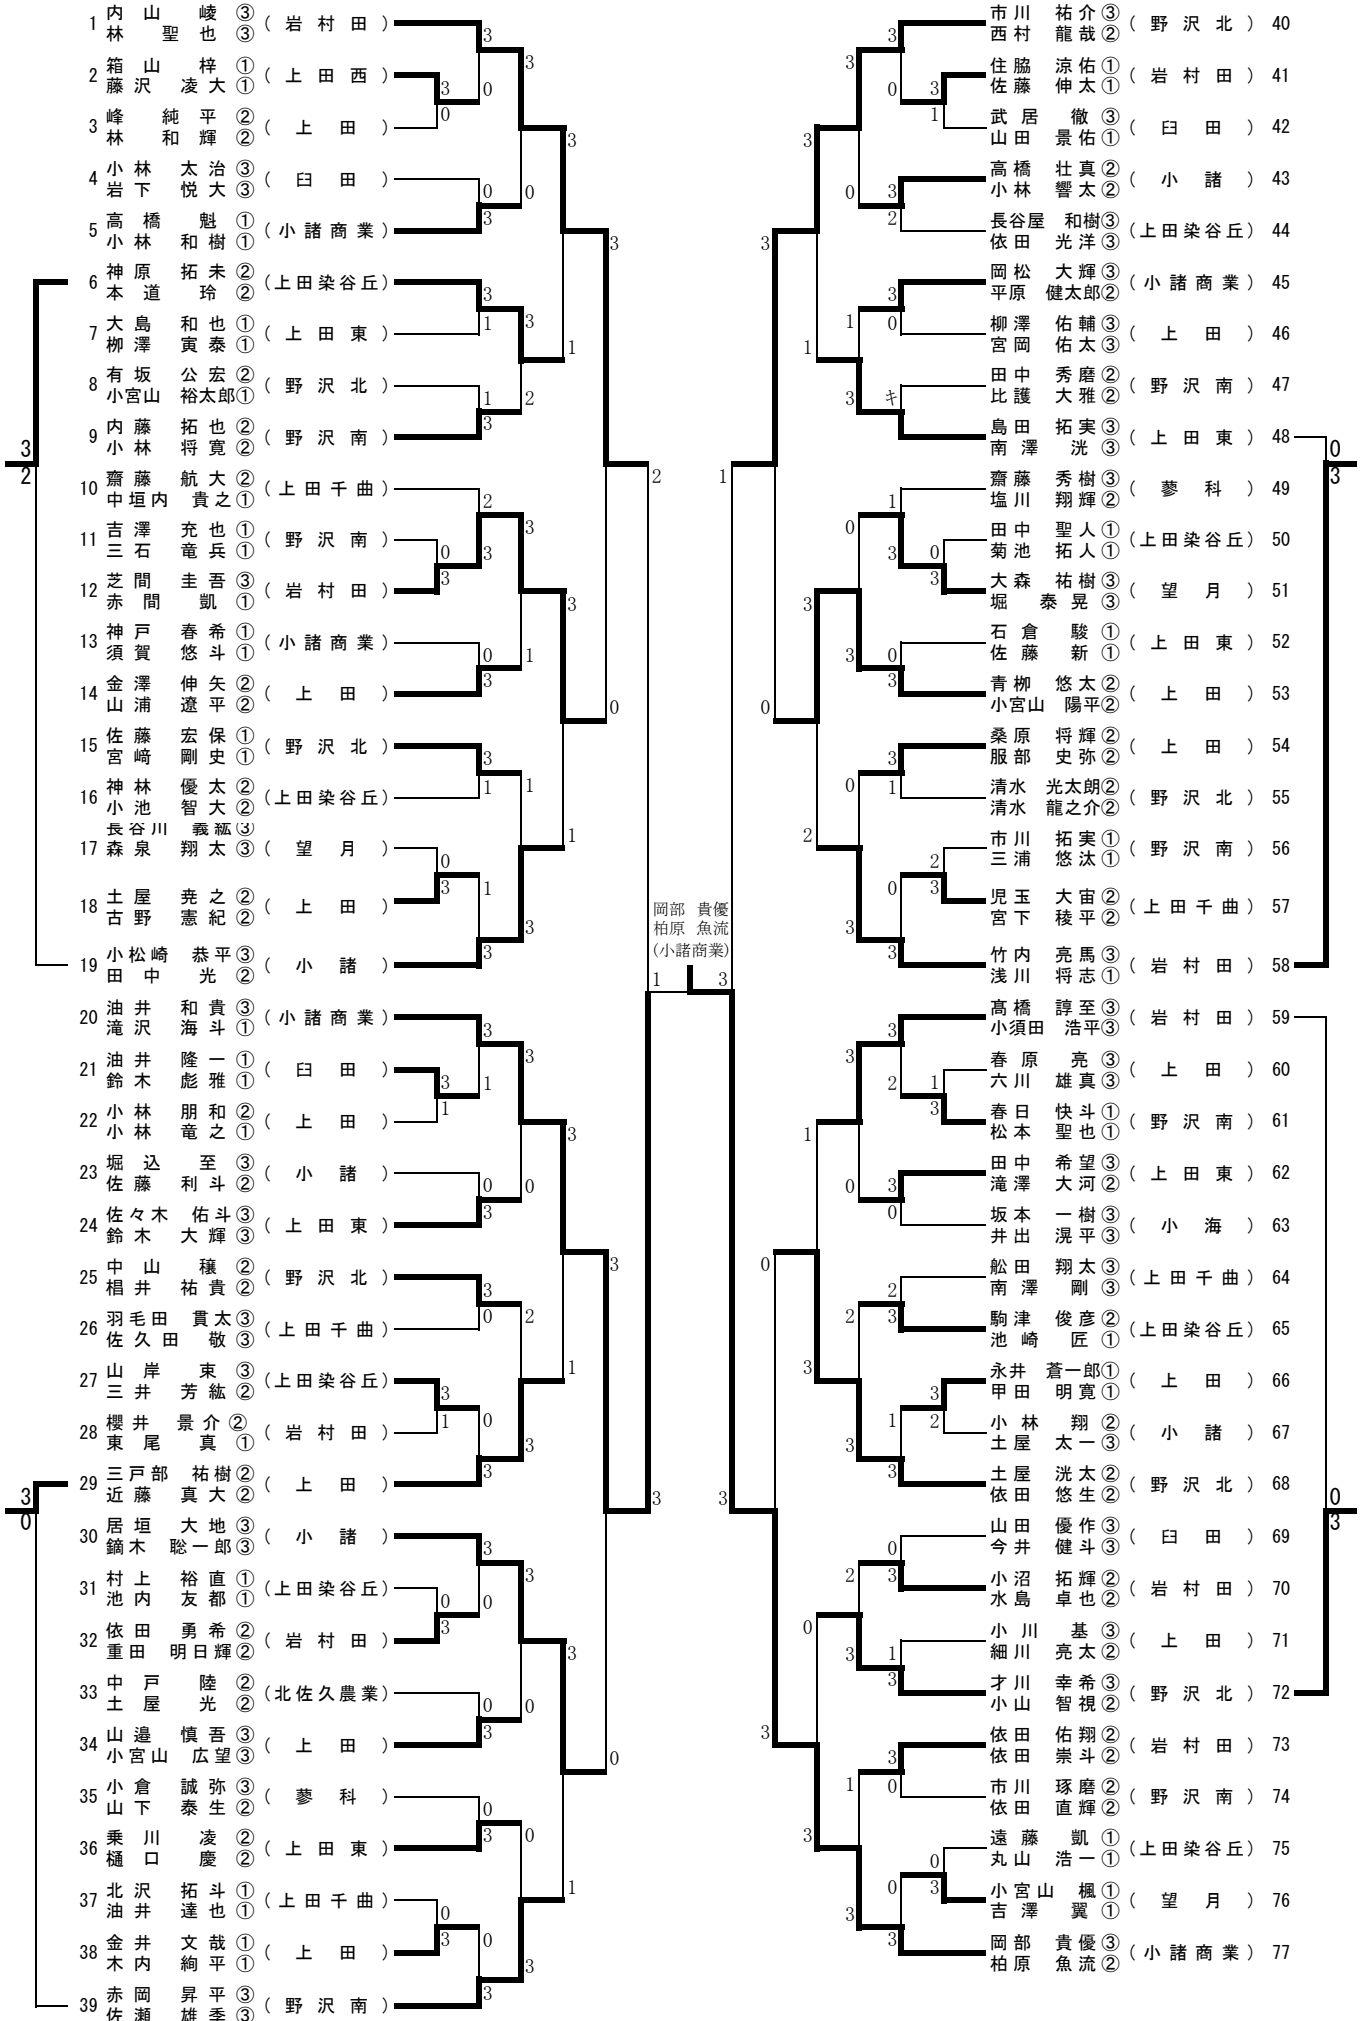 1 内山 崚③ (岩村田)
林 聖也③
2 箱山 梓① (上田西)
藤沢 凌大①
3 峰 純平② (上田)
林 和輝②
4 小林 太治③ (臼田)
岩下 悦大③
5 高橋 魁① (小諸商業)
小林 和樹①
6 神原 拓未② (上田染谷丘)
本道 玲②
7 大島 和也① (上田東)
栁澤 寅泰①
8 有坂 公宏② (野沢北)
小宮山 裕太郎①
9 内藤 拓也② (野沢南)
小林 将寛②
10 齋藤 航大② (上田千曲)
中垣内 貴之①
11 吉澤 充也① (野沢南)
三石 竜兵①
12 芝間 圭吾③ (岩村田)
赤間 凱①
13 神戸 春希① (小諸商業)
須賀 悠斗①
14 金澤 伸矢② (上田)
山浦 遼平②
15 佐藤 宏保① (野沢北)
宮﨑 剛史①
16 神林 優太② (上田染谷丘)
小池 智大②
長谷川 義紘③
17 森泉 翔太③ (望月)
18 土屋 尭之② (上田)
古野 憲紀②
19 小松崎 恭平③ (小諸)
田中 光②
20 油井 和貴③ (小諸商業)
滝沢 海斗①
21 油井 隆一① (臼田)
鈴木 彪雅①
22 小林 朋和② (上田)
小林 竜之①
23 堀込 至③ (小諸)
佐藤 利斗②
24 佐々木 佑斗③ (上田東)
鈴木 大輝③
25 中山 穣② (野沢北)
椙井 祐貴②
26 羽毛田 貫太③ (上田千曲)
佐久田 敬③
27 山岸 東③ (上田染谷丘)
三井 芳紘②
28 櫻井 景介② (岩村田)
東尾 真①
29 三戸部 祐樹② (上田)
近藤 真大②
30 居垣 大地③ (小諸)
鏑木 聡一郎③
31 村上 裕直① (上田染谷丘)
池内 友都①
32 依田 勇希② (岩村田)
重田 明日輝②
33 中戸 陸② (北佐久農業)
土屋 光②
34 山邉 慎吾③ (上田)
小宮山 広望③
35 小倉 誠弥③ (蓼科)
山下 泰生②
36 乗川 凌② (上田東)
樋口 慶②
37 北沢 拓斗① (上田千曲)
油井 達也①
38 金井 文哉① (上田)
木内 絢平①
39 赤岡 昇平③ (野沢南)
佐瀬 雄季③
岡部 貴優
柏原 魚流
(小諸商業)
1 3
市川 祐介③ (野沢北) 40
西村 龍哉②
住脇 涼佑① (岩村田) 41
佐藤 伸太①
武居 徹③ (臼田) 42
山田 景佑①
高橋 壮真② (小諸) 43
小林 響太②
長谷屋 和樹③ (上田染谷丘) 44
依田 光洋③
岡松 大輝③ (小諸商業) 45
平原 健太郎②
柳澤 佑輔③ (上田) 46
宮岡 佑太③
田中 秀磨② (野沢南) 47
比護 大雅②
島田 拓実③ (上田東) 48
南澤 洸③
齋藤 秀樹③ (蓼科) 49
塩川 翔輝②
田中 聖人① (上田染谷丘) 50
菊池 拓人①
大森 祐樹③ (望月) 51
堀 泰晃③
石倉 駿① (上田東) 52
佐藤 新①
青栁 悠太② (上田) 53
小宮山 陽平②
桑原 将輝② (上田) 54
服部 史弥②
清水 光太朗② (野沢北) 55
清水 龍之介②
市川 拓実① (野沢南) 56
三浦 悠汰①
児玉 大宙② (上田千曲) 57
宮下 稜平②
竹内 亮馬③ (岩村田) 58
浅川 将志①
髙橋 諄至③ (岩村田) 59
小須田 浩平③
春原 亮③ (上田) 60
六川 雄真③
春日 快斗① (野沢南) 61
松本 聖也①
田中 希望③ (上田東) 62
滝澤 大河②
坂本 一樹③ (小海) 63
井出 滉平③
舩田 翔太③ (上田千曲) 64
南澤 剛③
駒津 俊彦② (上田染谷丘) 65
池崎 匠①
永井 蒼一郎① (上田) 66
甲田 明寛①
小林 翔② (小諸) 67
土屋 太一③
土屋 洸太② (野沢北) 68
依田 悠生②
山田 優作③ (臼田) 69
今井 健斗③
小沼 拓輝② (岩村田) 70
水島 卓也②
小川 基③ (上田) 71
細川 亮太②
才川 幸希③ (野沢北) 72
小山 智視②
依田 佑翔② (岩村田) 73
依田 崇斗②
市川 琢磨② (野沢南) 74
依田 直輝②
遠藤 凱① (上田染谷丘) 75
丸山 浩一①
小宮山 楓① (望月) 76
吉澤 翼①
岡部 貴優③ (小諸商業) 77
柏原 魚流②